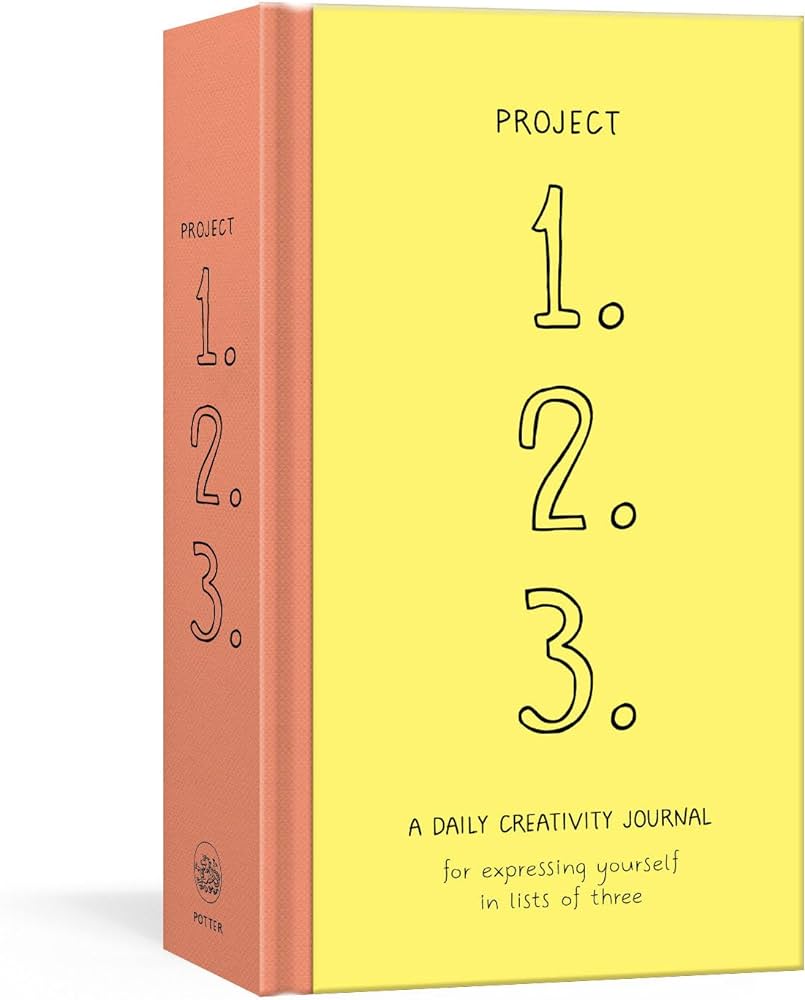 PROJECT
1.
2.
3.
POTTER
PROJECT
1.
2.
3.
A DAILY CREATIVITY JOURNAL
for expressing yourself
in lists of three